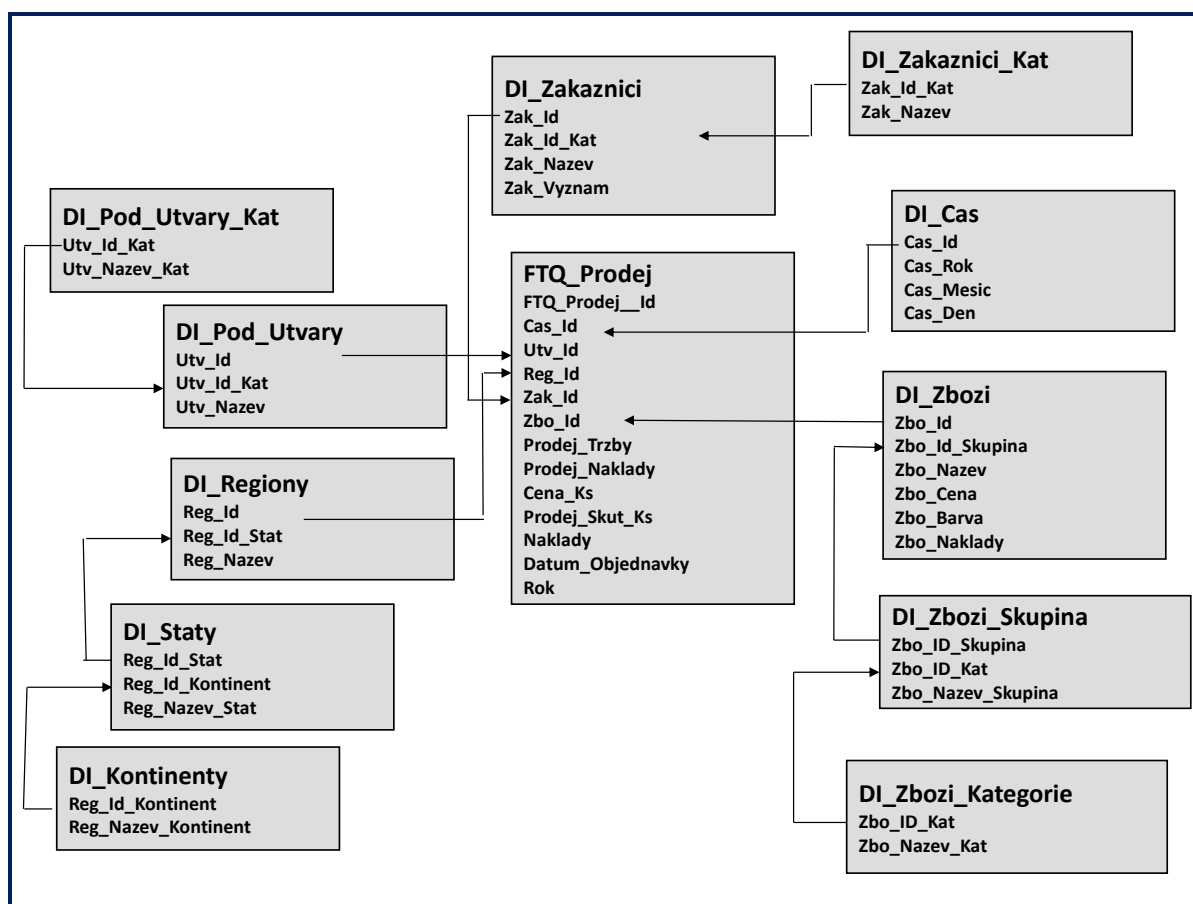 DI_Zakaznici_Kat
Zak_Id_Kat
Zak_Nazev
DI_Zakaznici
Zak_Id
Zak_Id_Kat
Zak_Nazev
Zak_Vyznam
DI_Pod_Utvary_Kat
Utv_Id_Kat
Utv_Nazev_Kat
DI_Cas
Cas_Id
Cas_Rok
Cas_Mesic
Cas_Den
FTQ_Prodej
FTQ_Prodej__Id
Cas_Id
Utv_Id
Reg_Id
Zak_Id
Zbo_Id
Prodej_Trzby
Prodej_Naklady
Cena_Ks
Prodej_Skut_Ks
Naklady
Datum_Objednavky
Rok
DI_Pod_Utvary
Utv_Id
Utv_Id_Kat
Utv_Nazev
DI_Zbozi
Zbo_Id
Zbo_Id_Skupina
Zbo_Nazev
Zbo_Cena
Zbo_Barva
Zbo_Naklady
DI_Regiony
Reg_Id
Reg_Id_Stat
Reg_Nazev
DI_Staty
Reg_Id_Stat
Reg_Id_Kontinent
Reg_Nazev_Stat
DI_Zbozi_Skupina
Zbo_ID_Skupina
Zbo_ID_Kat
Zbo_Nazev_Skupina
DI_Kontinenty
Reg_Id_Kontinent
Reg_Nazev_Kontinent
DI_Zbozi_Kategorie
Zbo_ID_Kat
Zbo_Nazev_Kat